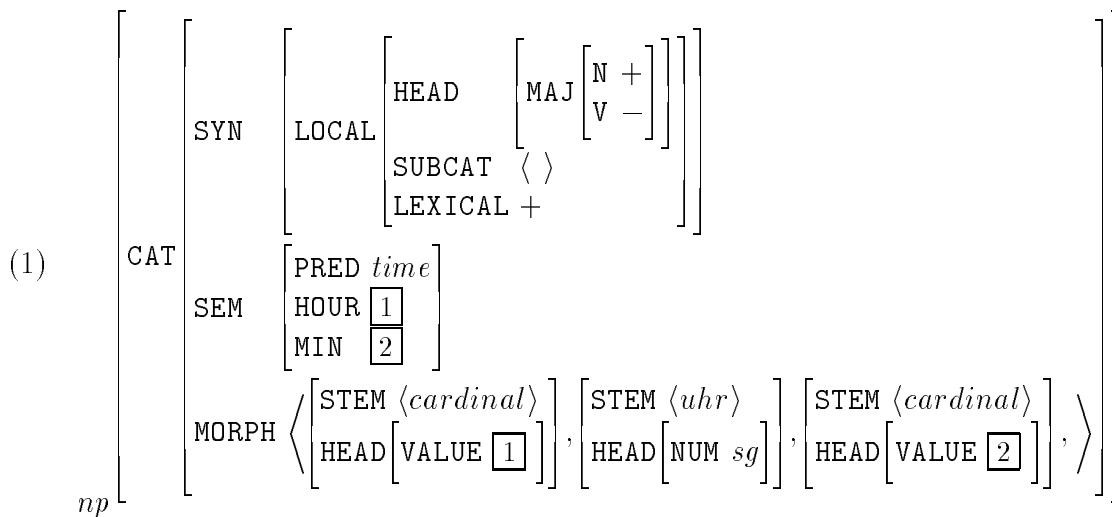 HEAD MAJ N +
V −
SYN LOCAL
SUBCAT ⟨ ⟩
LEXICAL +
(1) CAT
PRED time
SEM HOUR 1
MIN 2
STEM ⟨cardinal⟩ STEM ⟨uhr⟩ STEM ⟨cardinal⟩
MORPH ⟨ HEAD[VALUE 1 ] , HEAD[NUM sg] , HEAD[VALUE 2 ] , ⟩
np